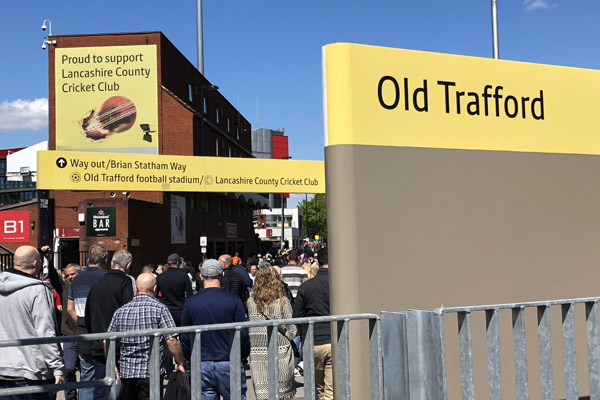 Proud to support
Lancashire County
Cricket Club
Old Trafford
Way out/Brian Statham Way
Old Trafford football stadium/ Lancashire County Cricket Club
B1
BAR